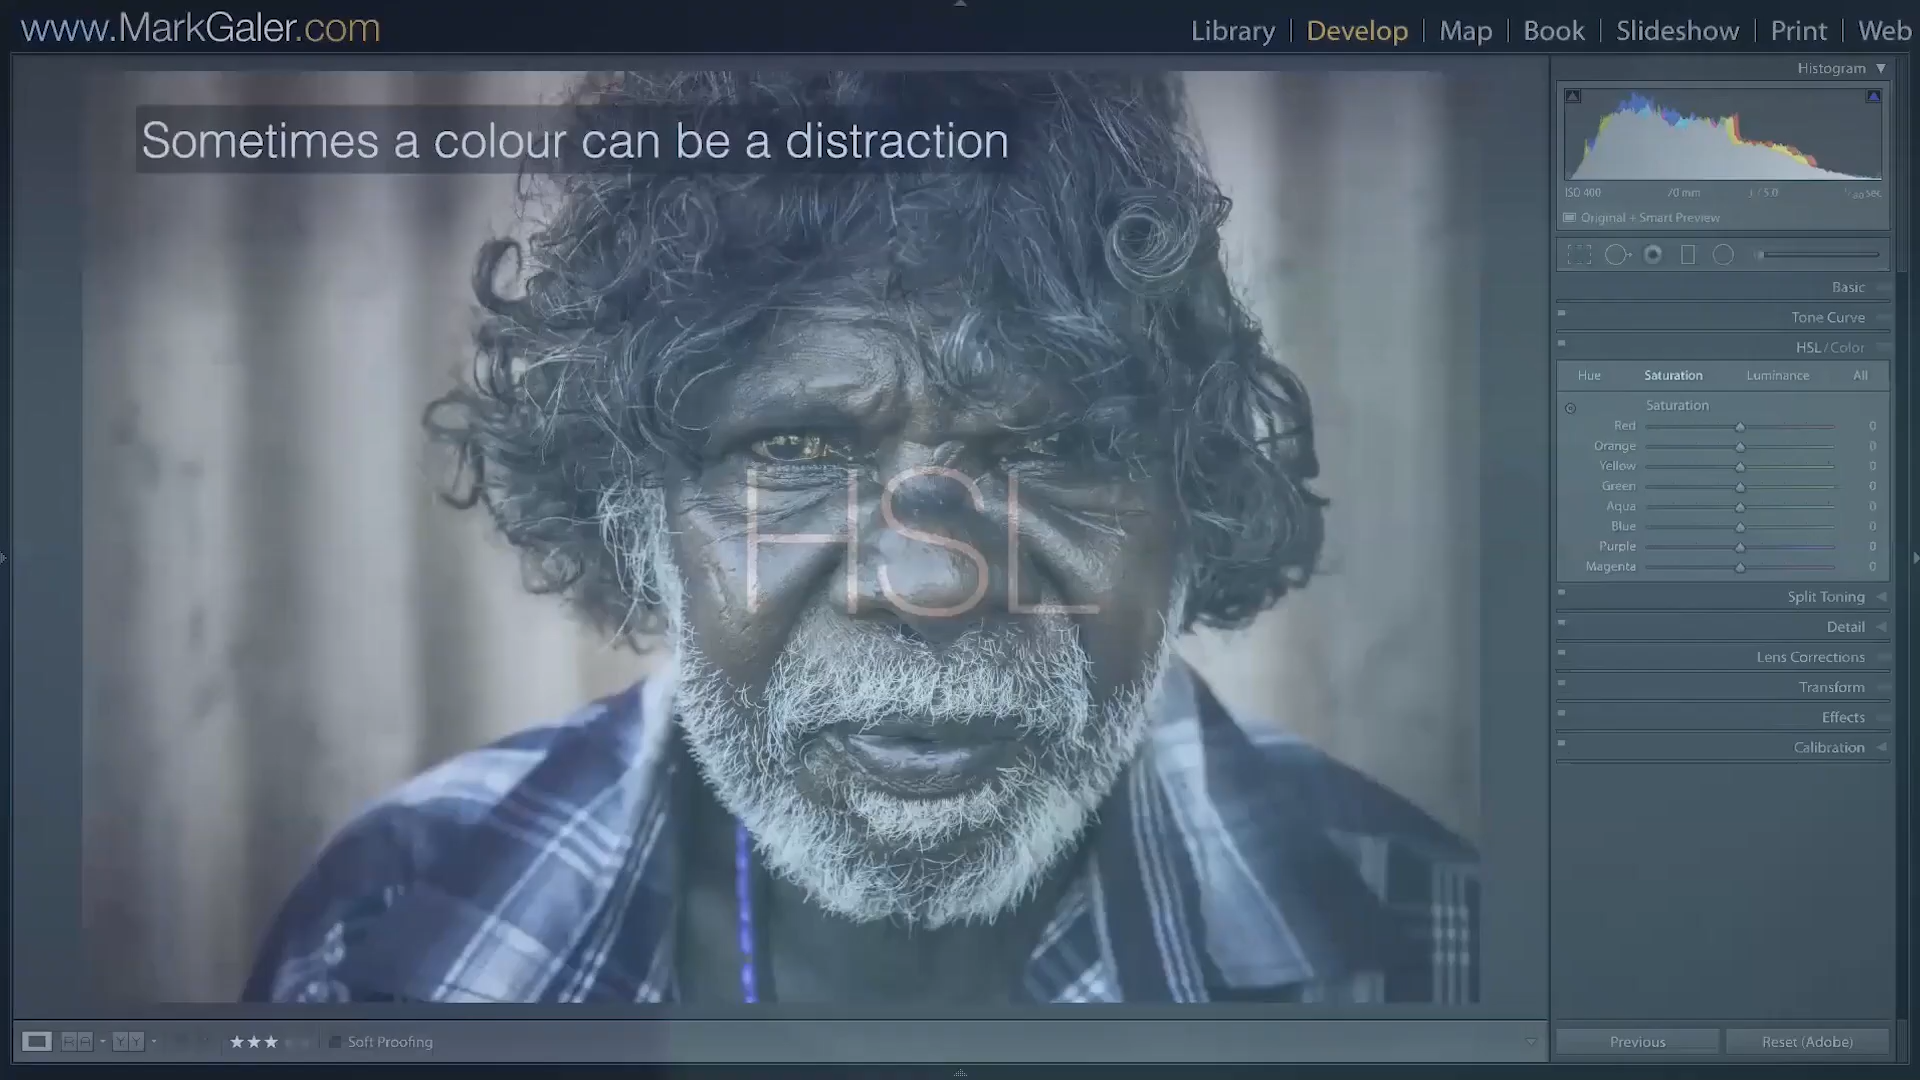 www.MarkGaler.com
Library
Develop
Map
Book
Slideshow
Print
Web
Histogram
Sometimes a colour can be a distraction
ISO 400
70 mm
Original + Smart Preview
Basic
Tone Curve
HSL / Color
Hue
Saturation
Luminance
All
Saturation
Red 0
Orange 0
Yellow 0
Green 0
Aqua 0
Blue 0
Purple 0
Magenta 0
HSL
Split Toning
Detail
Lens Corrections
Transform
Effects
Calibration
Soft Proofing
Previous
Reset (Adobe)